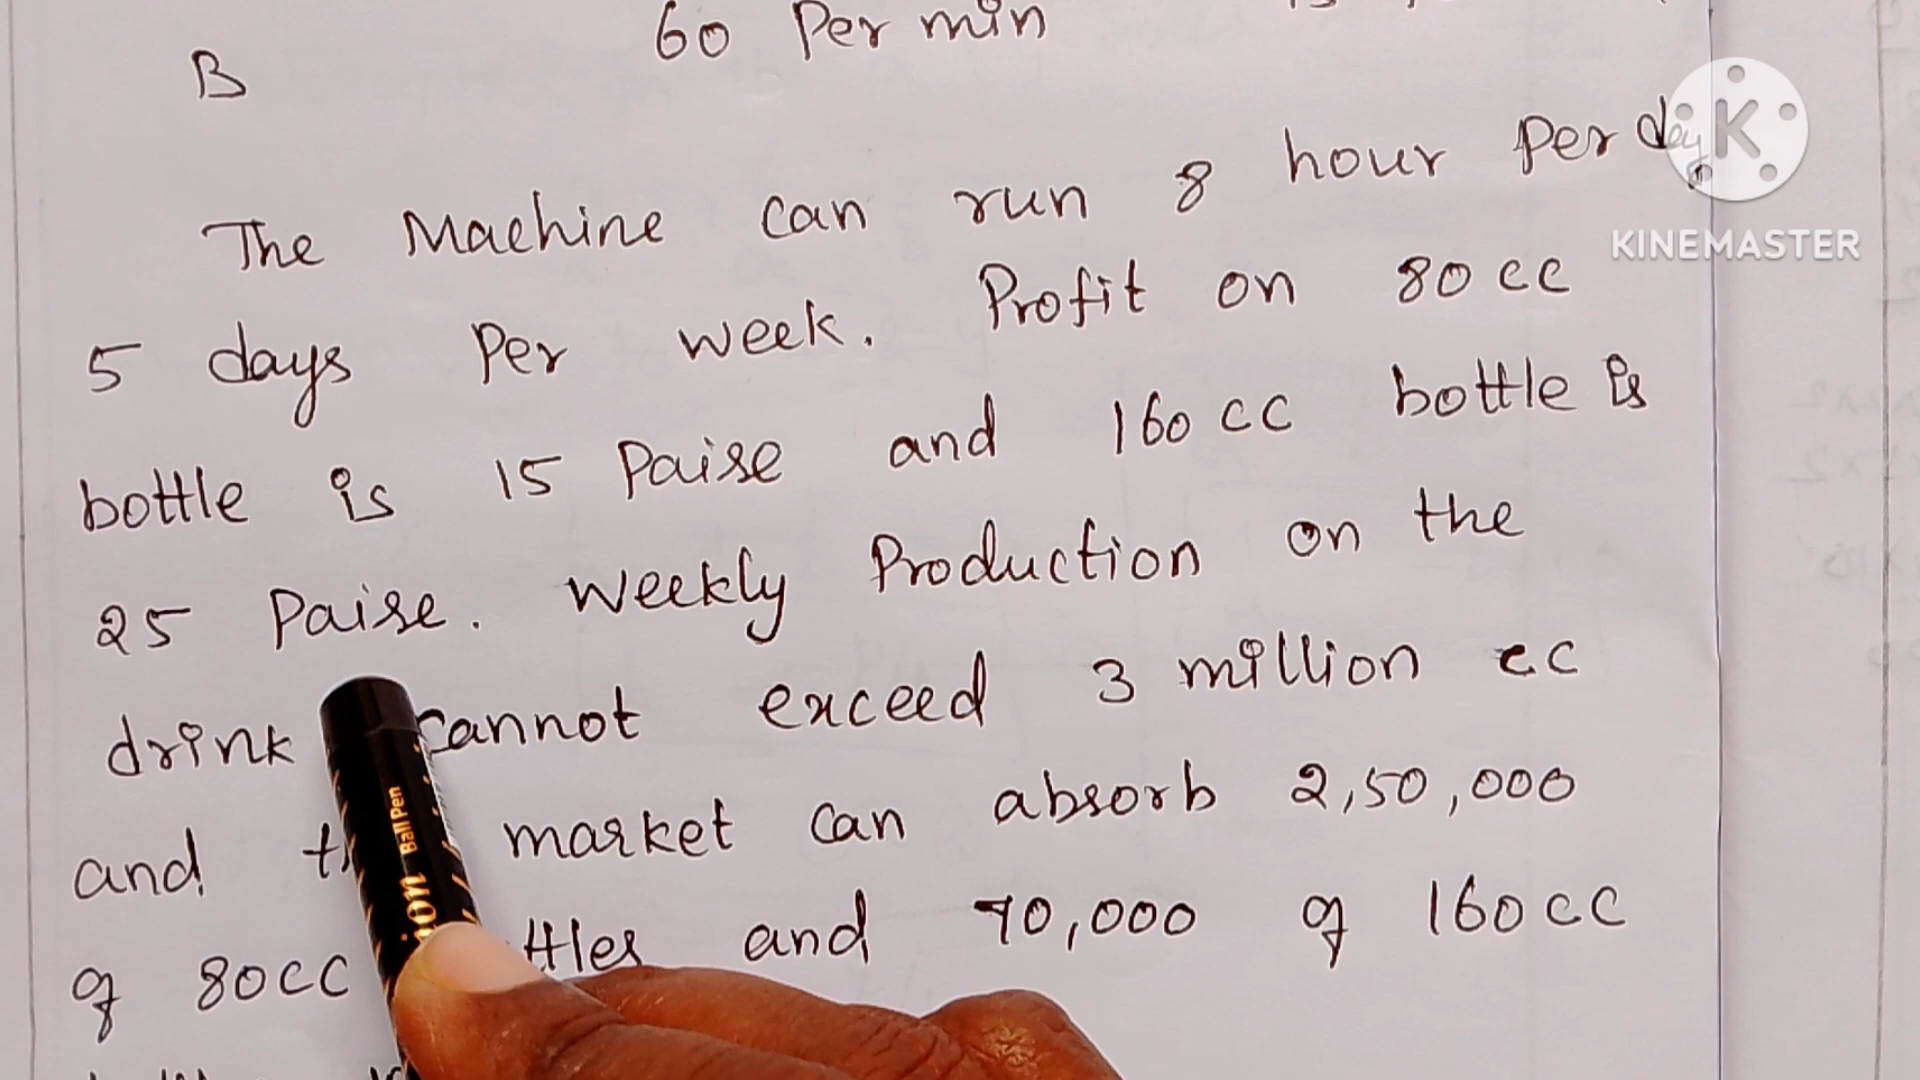 60 Per min
B
The Machine can run 8 hour Per day
5 days Per week. Profit on 80 cc
bottle is 15 Paise and 160 cc bottle is
25 Paise. Weekly Production on the
drink cannot exceed 3 million cc
and market can absorb 2,50,000
of 80cc and 70,000 of 160cc
KINEMASTER
Ball Pen